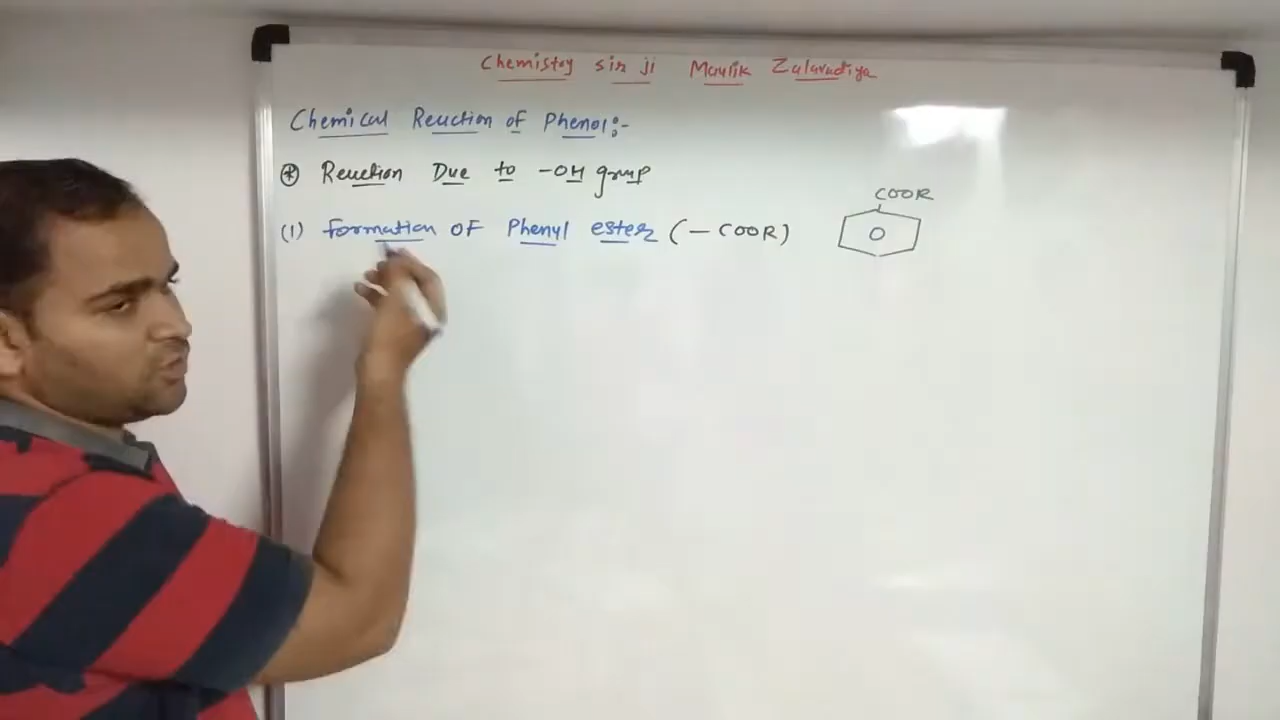 Chemistry sir ji Maulik Zalavadiya
Chemical Reaction of Phenol:-
* Reaction Due to -OH group
(1) formation OF Phenyl ester (- COOR)
COOR